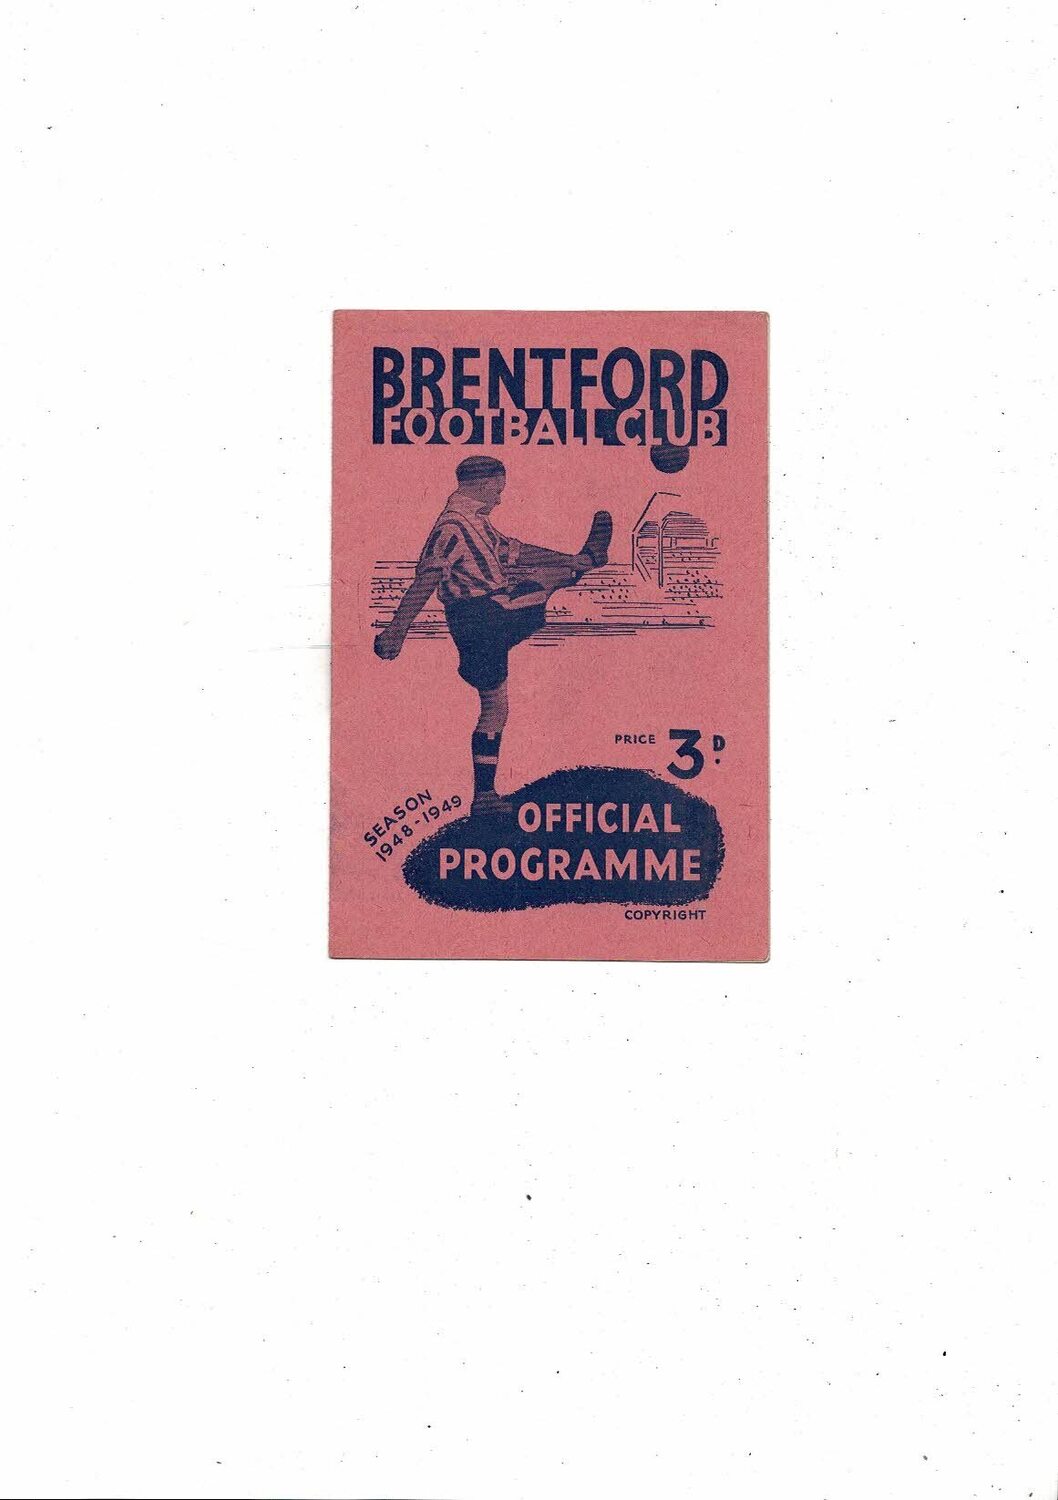 BRENTFORD
FOOTBALL CLUB
PRICE 3D.
SEASON
1948-1949
OFFICIAL
PROGRAMME
COPYRIGHT